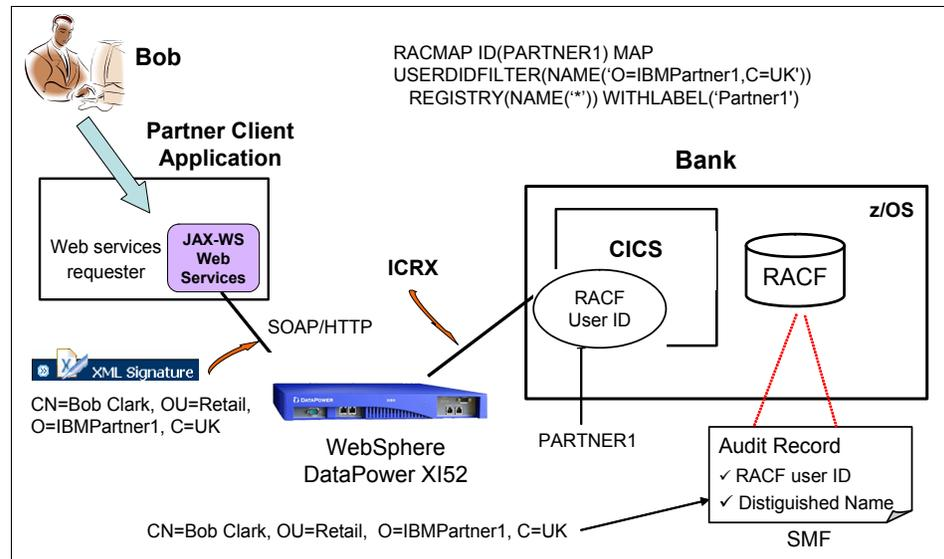 Bob
RACMAP ID(PARTNER1) MAP
USERDIDFILTER(NAME(‘O=IBMPartner1,C=UK'))
REGISTRY(NAME(‘*’)) WITHLABEL(‘Partner1')
Partner Client
Application
Bank
z/OS
Web services
requester
JAX-WS
Web
Services
ICRX
CICS
RACF
User ID
RACF
SOAP/HTTP
XML Signature
CN=Bob Clark, OU=Retail,
O=IBMPartner1, C=UK
DATAPOWER
WebSphere
DataPower XI52
PARTNER1
Audit Record
✓ RACF user ID
✓ Distiguished Name
CN=Bob Clark, OU=Retail, O=IBMPartner1, C=UK
SMF